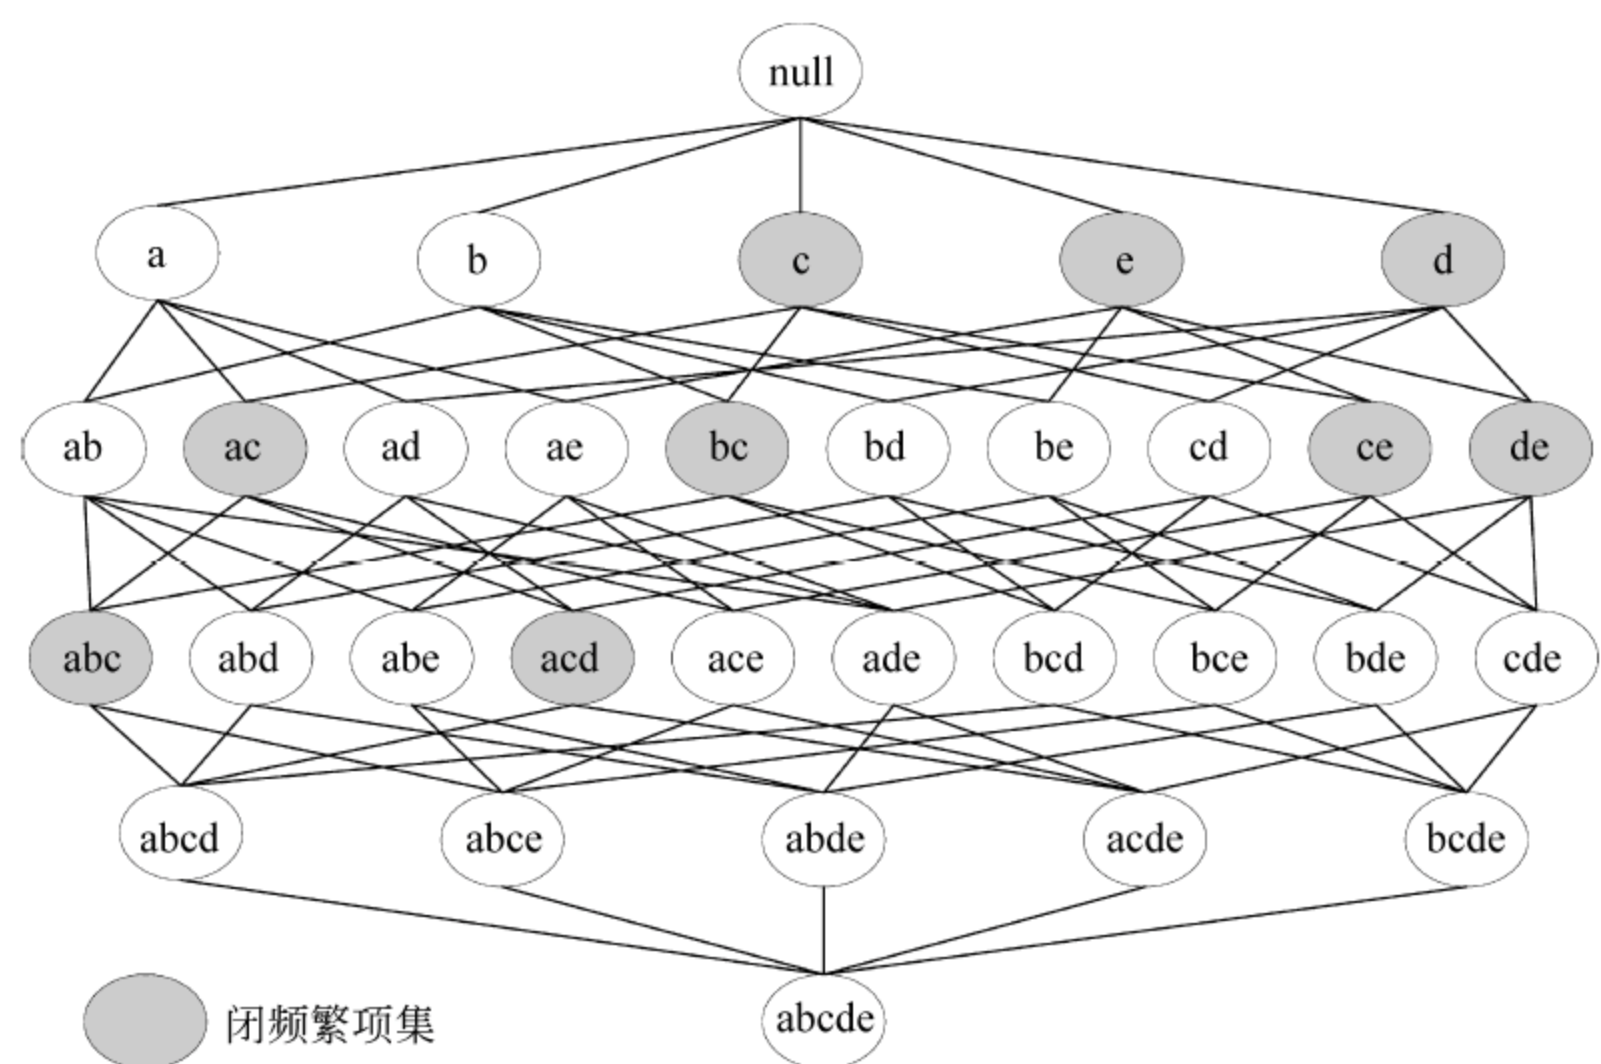 null
a b c e d
ab ac ad ae bc bd be cd ce de
abc abd abe acd ace ade bcd bce bde cde
abcd abce abde acde bcde
abcde
闭频繁项集